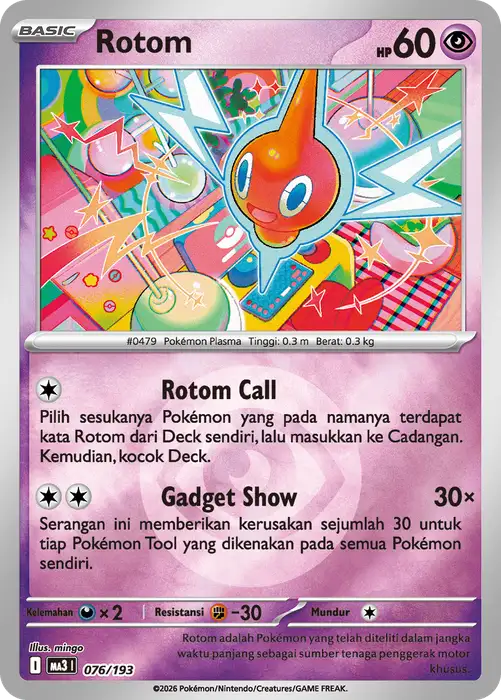 BASIC Rotom HP60
#0479 Pokémon Plasma Tinggi: 0.3 m Berat: 0.3 kg
Rotom Call
Pilih sesukanya Pokémon yang pada namanya terdapat
kata Rotom dari Deck sendiri, lalu masukkan ke Cadangan.
Kemudian, kocok Deck.
Gadget Show 30×
Serangan ini memberikan kerusakan sejumlah 30 untuk
tiap Pokémon Tool yang dikenakan pada semua Pokémon
sendiri.
Kelemahan ×2 Resistansi -30 Mundur
Illus. mingo
Rotom adalah Pokémon yang telah diteliti dalam jangka
waktu panjang sebagai sumber tenaga penggerak motor
khusus.
I MA3 I 076/193
©2026 Pokémon/Nintendo/Creatures/GAME FREAK.